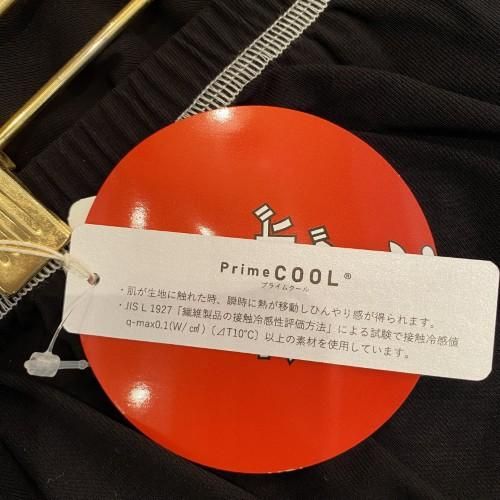 PrimeCOOL®
プライムクール
・肌が生地に触れた時、瞬時に熱が移動しひんやり感が得られます。
・JIS L 1927「繊維製品の接触冷感性評価方法」による試験で接触冷感値
q-max0.1(W/㎠)〔⊿T10℃〕以上の素材を使用しています。